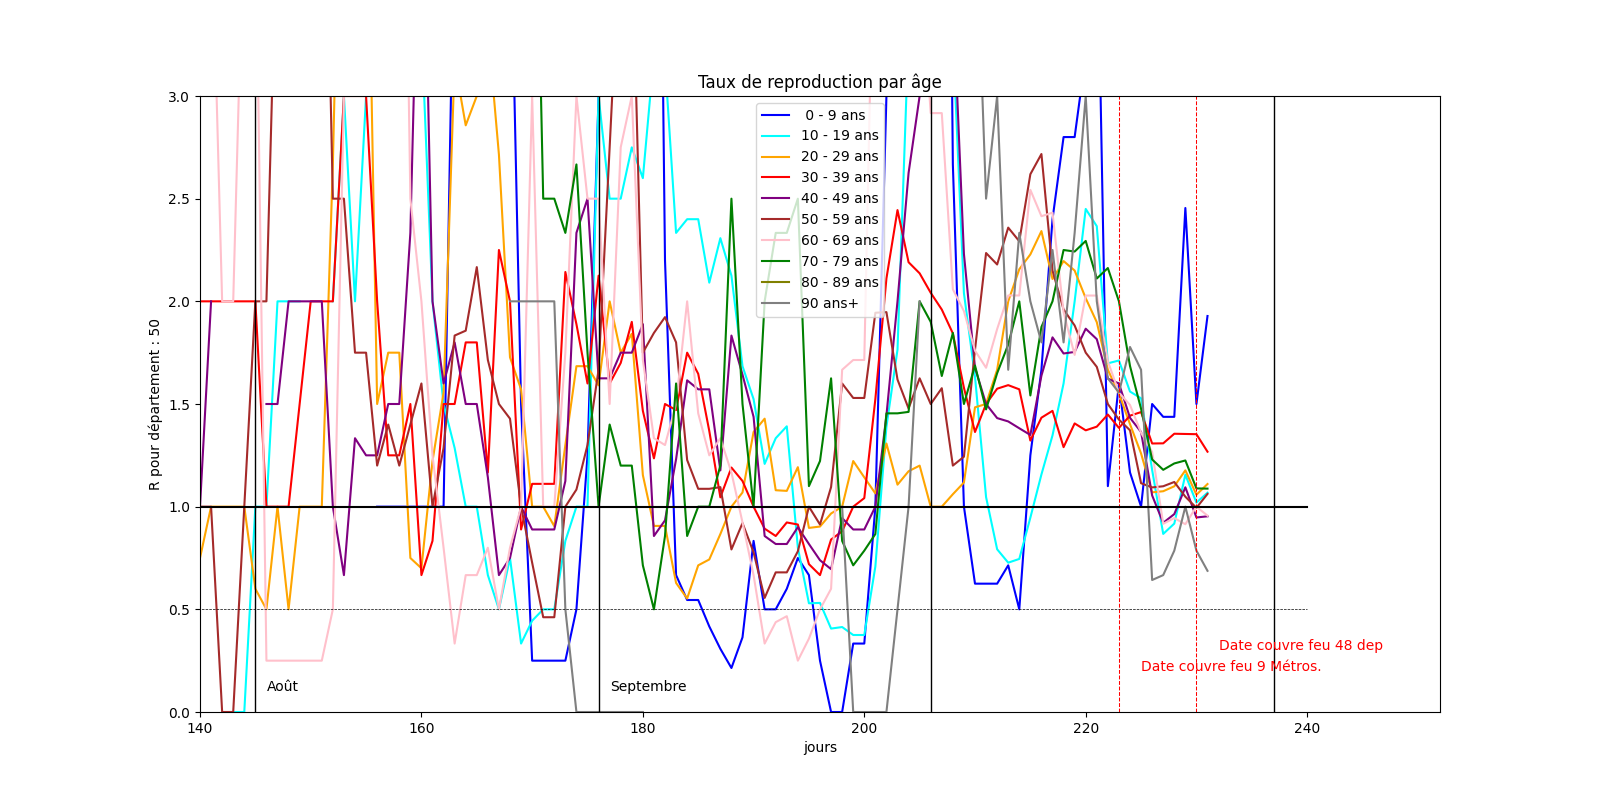 Taux de reproduction par âge
R pour département : 50
3.0
2.5
2.0
1.5
1.0
0.5
0.0
0 - 9 ans
10 - 19 ans
20 - 29 ans
30 - 39 ans
40 - 49 ans
50 - 59 ans
60 - 69 ans
70 - 79 ans
80 - 89 ans
90 ans+
Date couvre feu 48 dep
Date couvre feu 9 Métros.
Août
Septembre
140
160
180
200
220
240
jours